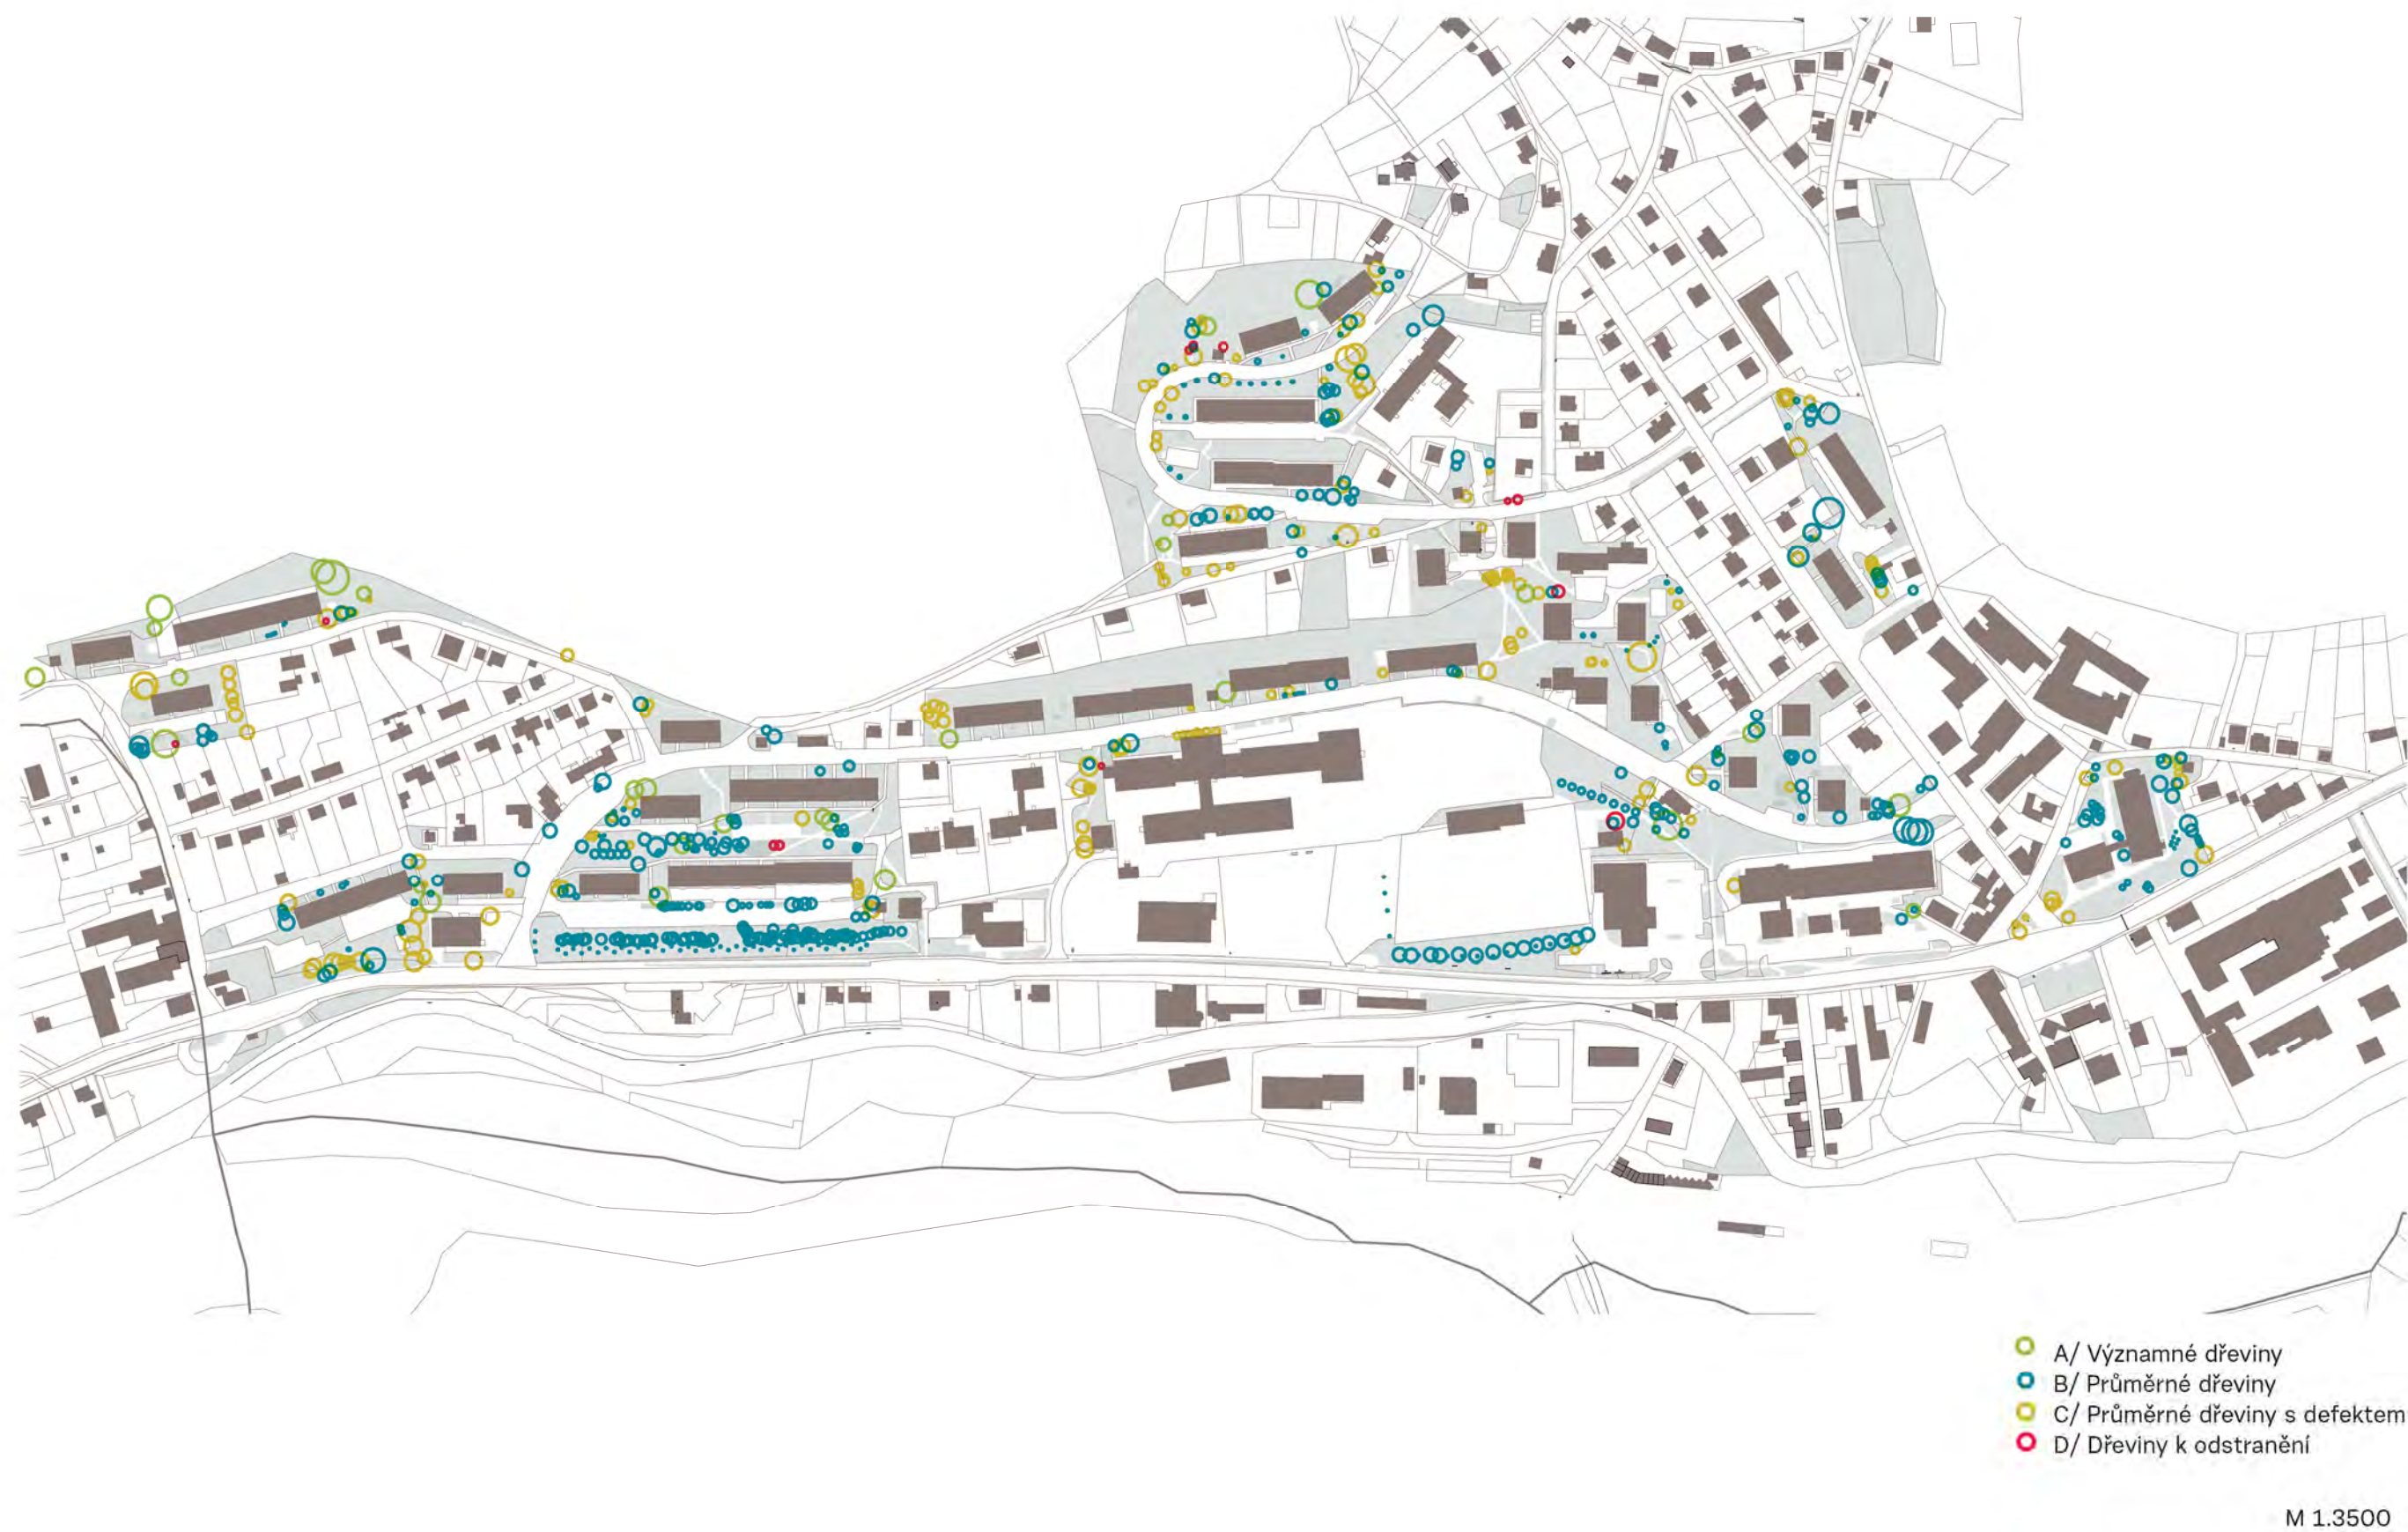 A/ Významné dřeviny
B/ Průměrné dřeviny
C/ Průměrné dřeviny s defektem
D/ Dřeviny k odstranění
M 1.3500